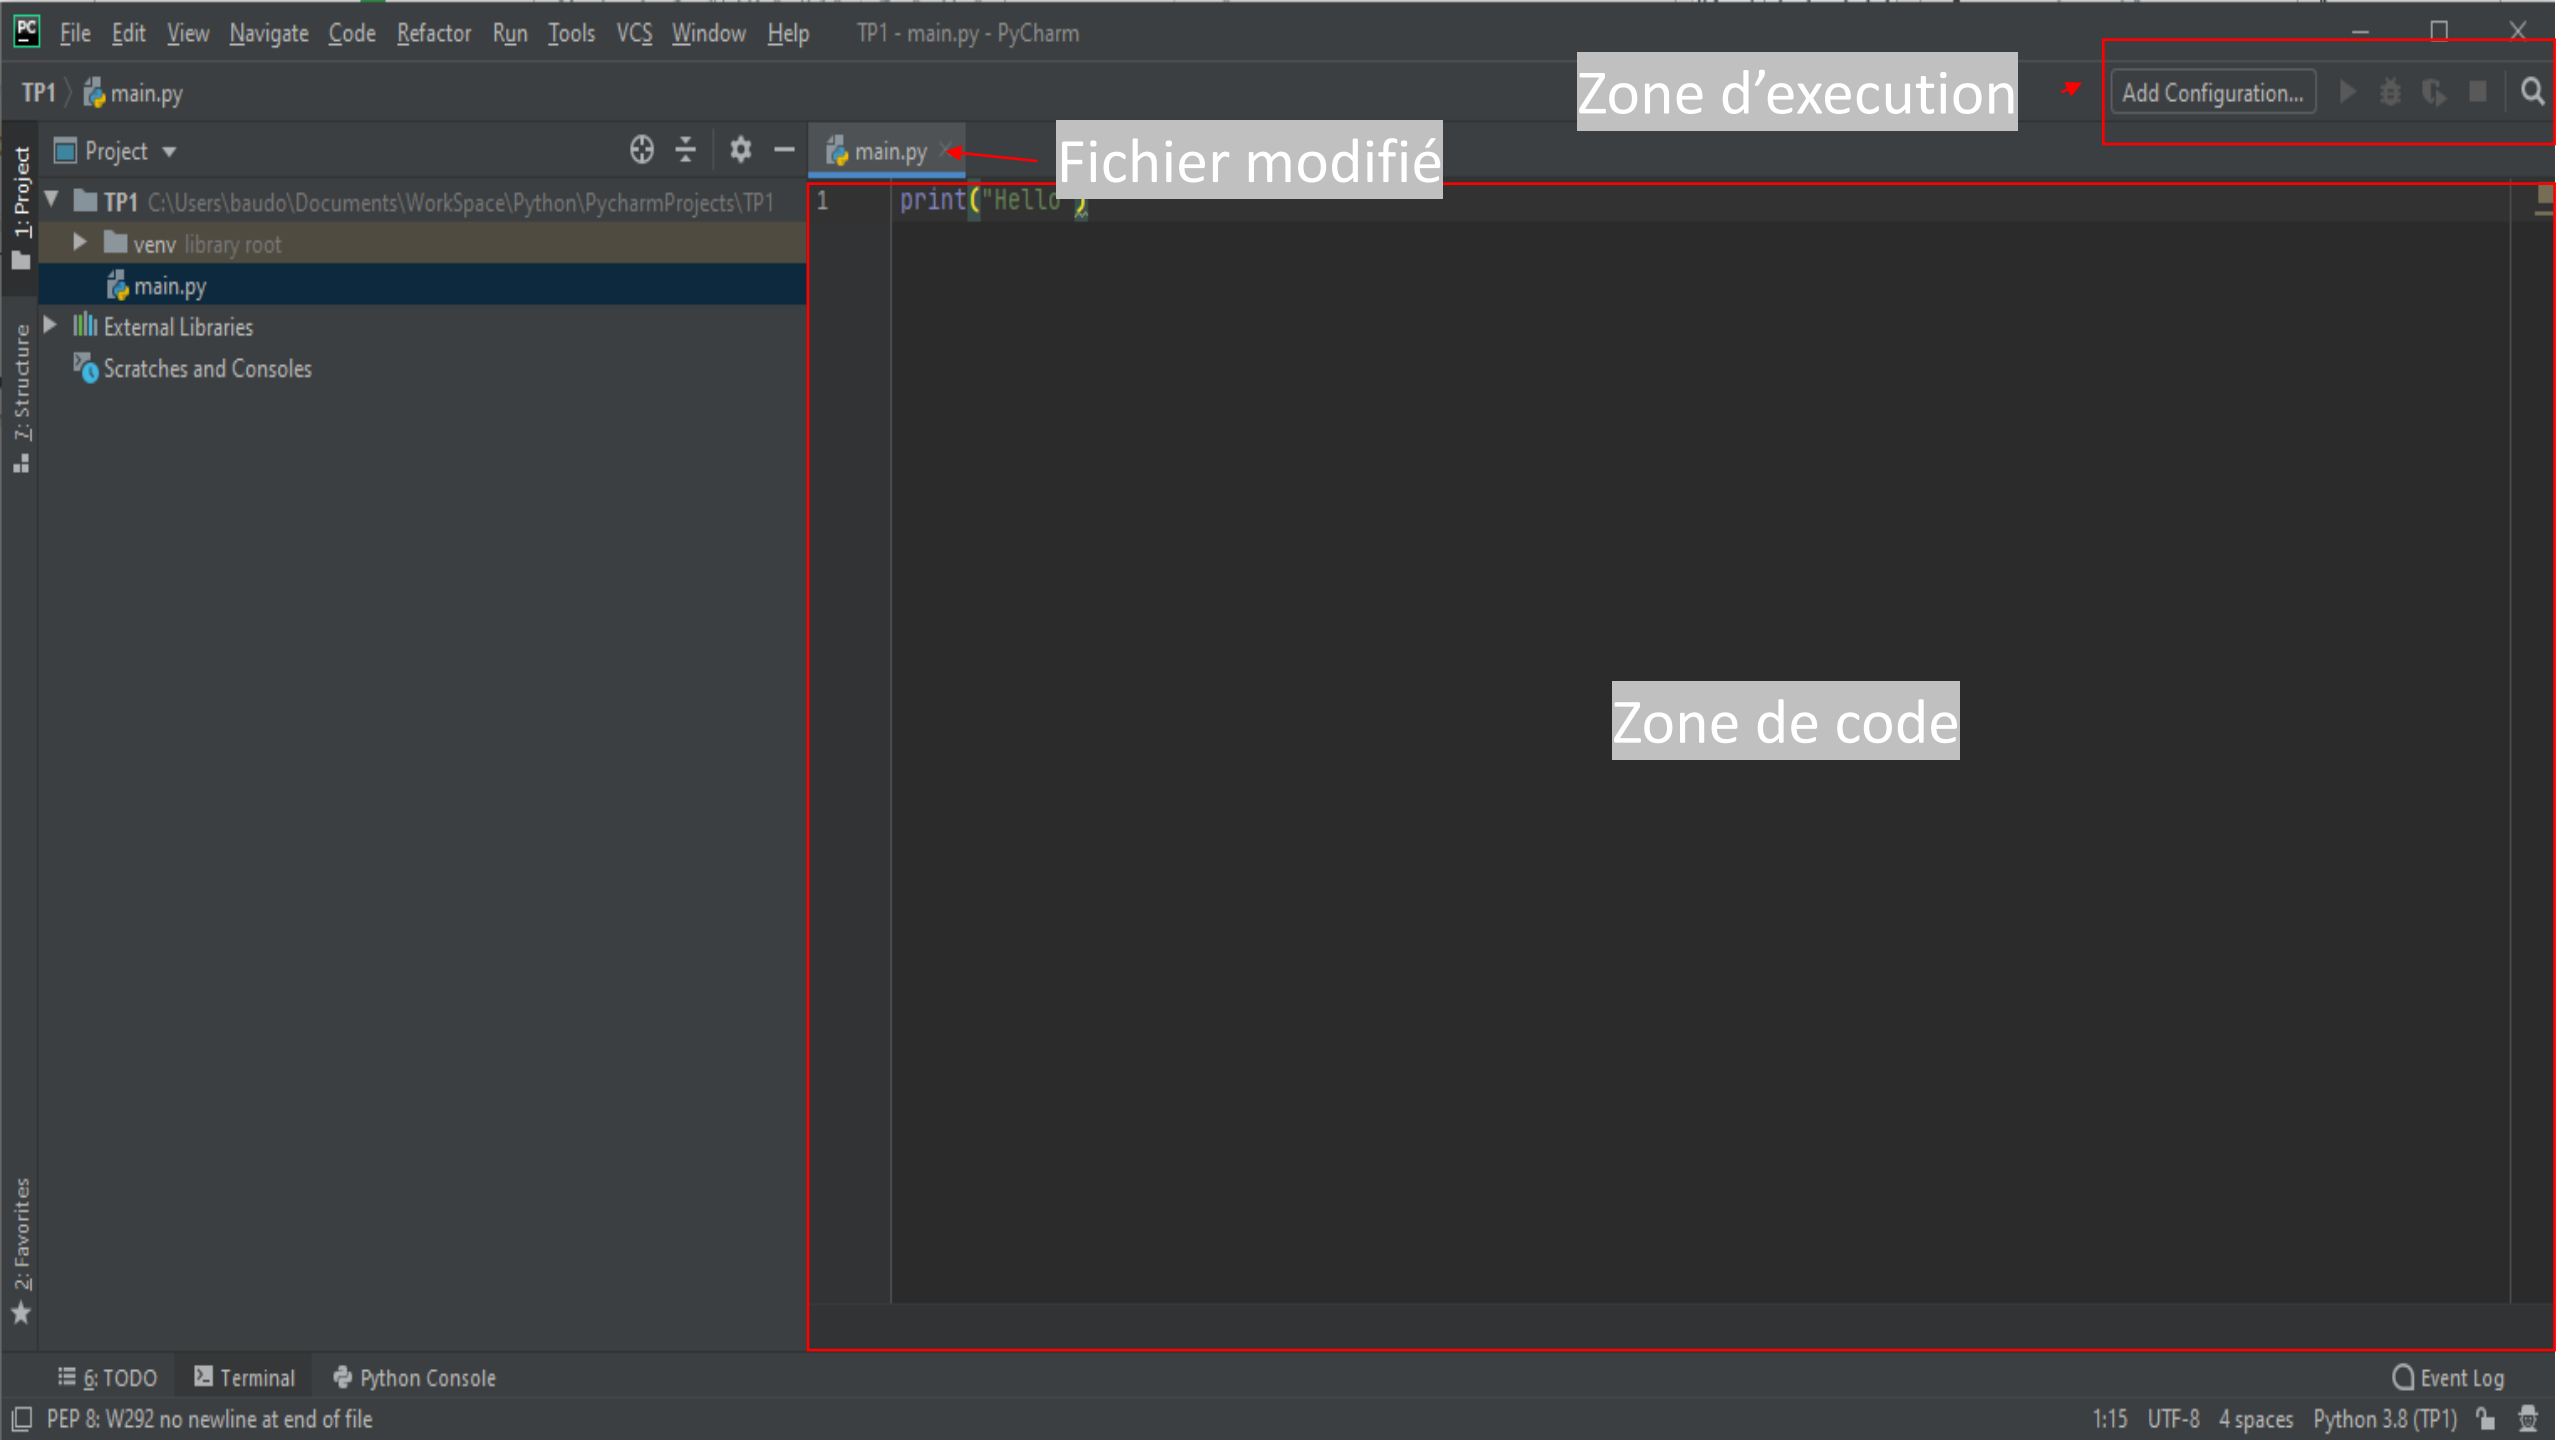 PC File Edit View Navigate Code Refactor Run Tools VCS Window Help TP1 - main.py - PyCharm
TP1 main.py
Zone d’execution
Add Configuration...
1: Project
Project
main.py
Fichier modifié
TP1 C:\Users\baudo\Documents\WorkSpace\Python\PycharmProjects\TP1
1 print("Hello )
venv library root
main.py
External Libraries
Scratches and Consoles
7: Structure
Zone de code
2: Favorites
6: TODO Terminal Python Console Event Log
PEP 8: W292 no newline at end of file 1:15 UTF-8 4 spaces Python 3.8 (TP1)